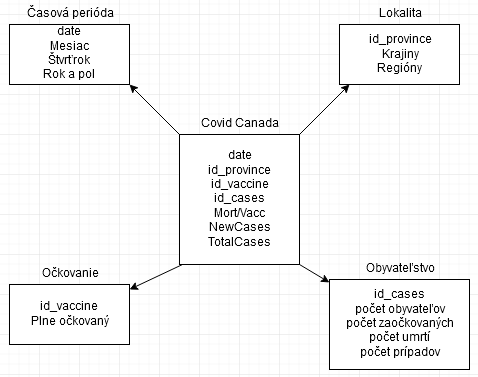 Časová perióda
date
Mesiac
Štvrťrok
Rok a pol
Lokalita
id_province
Krajiny
Regióny
Covid Canada
date
id_province
id_vaccine
id_cases
Mort/Vacc
NewCases
TotalCases
Očkovanie
id_vaccine
Plne očkovaný
Obyvateľstvo
id_cases
počet obyvateľov
počet zaočkovaných
počet umrtí
počet prípadov